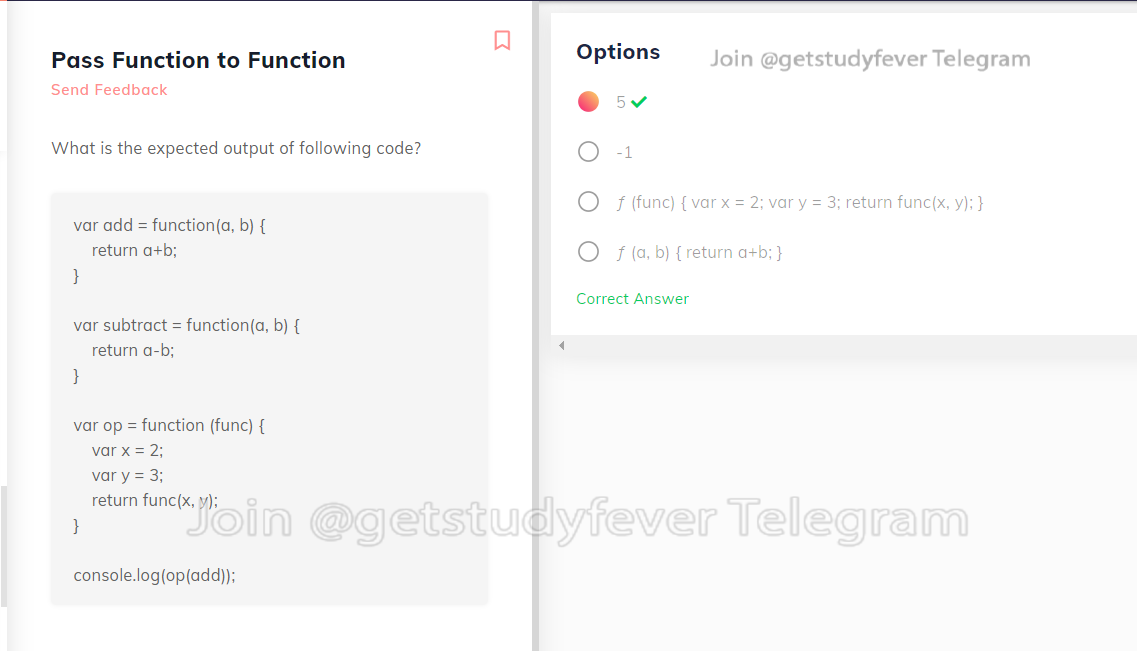 Pass Function to Function
Send Feedback
What is the expected output of following code?
var add = function(a, b) {
return a+b;
}
var subtract = function(a, b) {
return a-b;
}
var op = function (func) {
var x = 2;
var y = 3;
return func(x, y);
}
console.log(op(add));
Options
Join @getstudyfever Telegram
5
-1
ƒ (func) { var x = 2; var y = 3; return func(x, y); }
ƒ (a, b) { return a+b; }
Correct Answer
Join @getstudyfever Telegram